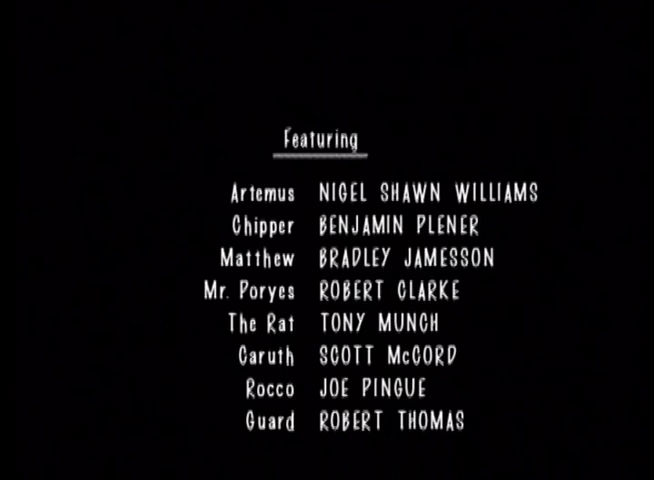 Featuring
Artemus NIGEL SHAWN WILLIAMS
Chipper BENJAMIN PLENER
Matthew BRADLEY JAMESSON
Mr. Poryes ROBERT CLARKE
The Rat TONY MUNCH
Caruth SCOTT McCORD
Rocco JOE PINGUE
Guard ROBERT THOMAS